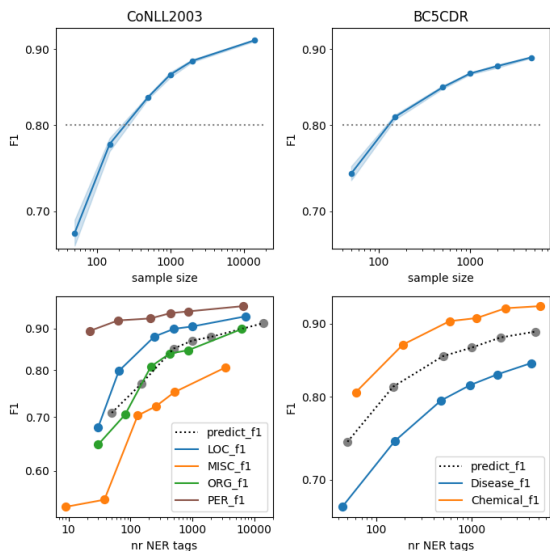 CoNLL2003
BC5CDR
0.90
0.80
0.70
F1
100
1000
10000
sample size
0.90
0.80
0.70
F1
100
1000
sample size
0.90
0.80
0.70
0.60
F1
predict_f1
LOC_f1
MISC_f1
ORG_f1
PER_f1
10
100
1000
10000
nr NER tags
0.90
0.80
0.70
F1
predict_f1
Disease_f1
Chemical_f1
100
1000
nr NER tags